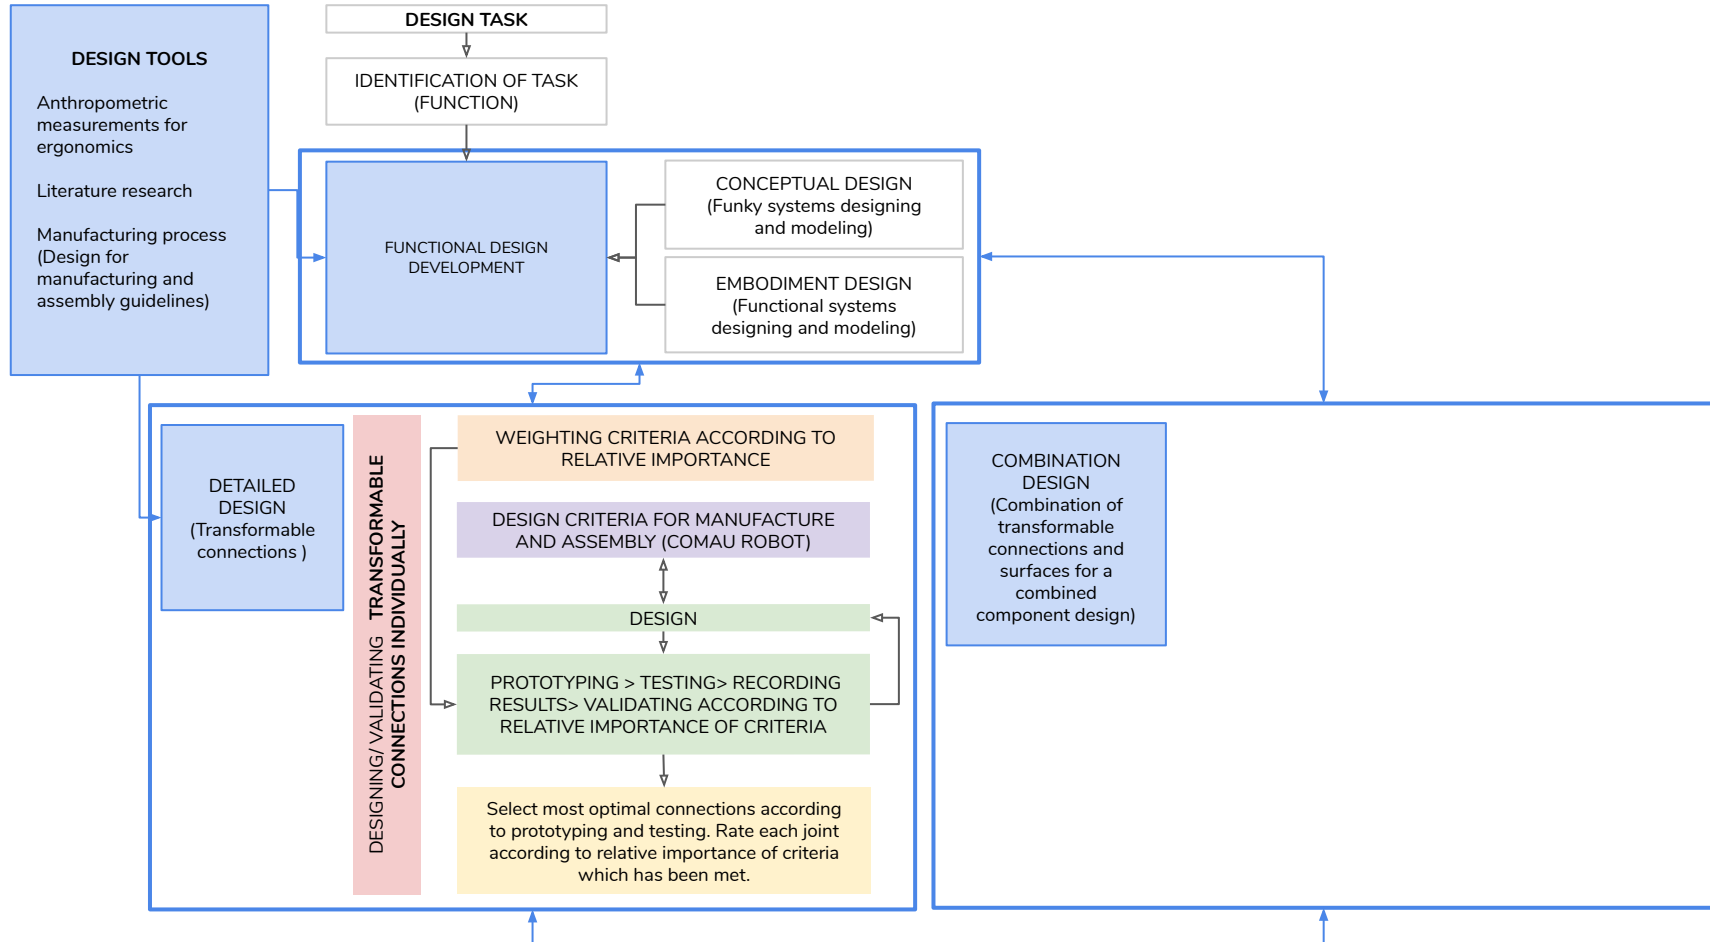 DESIGN TOOLS
Anthropometric
measurements for
ergonomics
Literature research
Manufacturing process
(Design for
manufacturing and
assembly guidelines)
DESIGN TASK
IDENTIFICATION OF TASK
(FUNCTION)
FUNCTIONAL DESIGN
DEVELOPMENT
CONCEPTUAL DESIGN
(Funky systems designing
and modeling)
EMBODIMENT DESIGN
(Functional systems
designing and modeling)
DETAILED
DESIGN
(Transformable
connections )
DESIGNING/ VALIDATING TRANSFORMABLE
CONNECTIONS INDIVIDUALLY
WEIGHTING CRITERIA ACCORDING TO
RELATIVE IMPORTANCE
DESIGN CRITERIA FOR MANUFACTURE
AND ASSEMBLY (COMAU ROBOT)
DESIGN
PROTOTYPING > TESTING> RECORDING
RESULTS> VALIDATING ACCORDING TO
RELATIVE IMPORTANCE OF CRITERIA
Select most optimal connections according
to prototyping and testing. Rate each joint
according to relative importance of criteria
which has been met.
COMBINATION
DESIGN
(Combination of
transformable
connections and
surfaces for a
combined
component design)